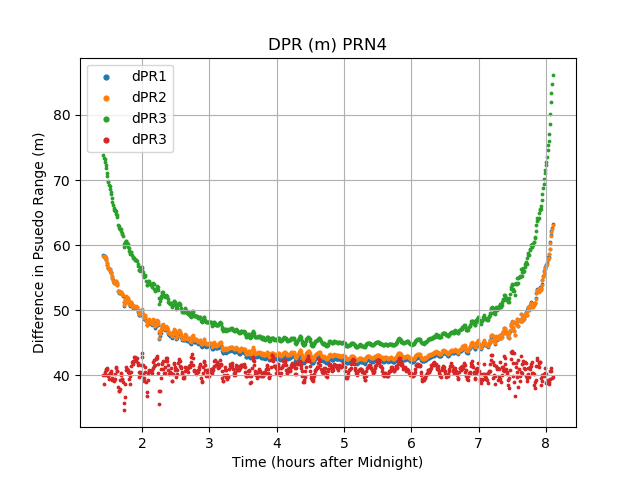 DPR (m) PRN4
dPR1
dPR2
dPR3
dPR3
Difference in Psuedo Range (m)
80
70
60
50
40
2 3 4 5 6 7 8
Time (hours after Midnight)